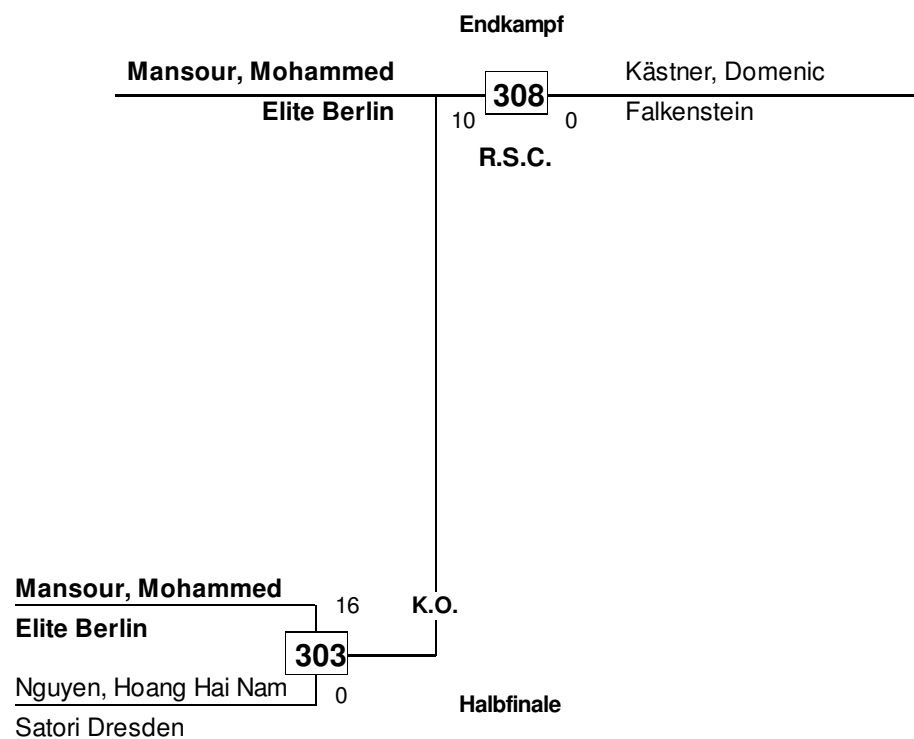 Endkampf
Mansour, Mohammed
308
Kästner, Domenic
Elite Berlin
10
0
Falkenstein
R.S.C.
Mansour, Mohammed
16
K.O.
Elite Berlin
303
Nguyen, Hoang Hai Nam
0
Halbfinale
Satori Dresden